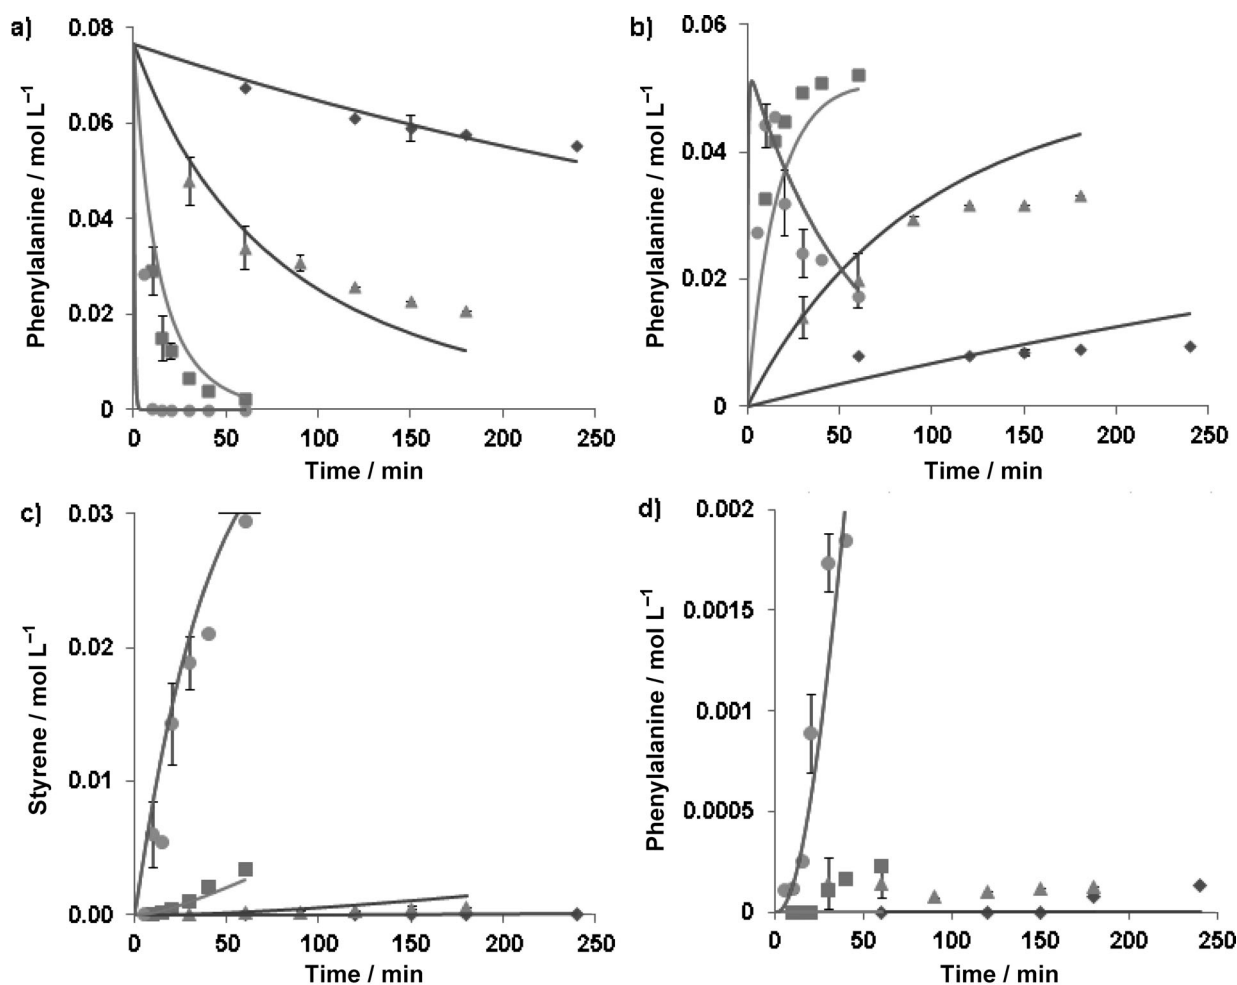 a)
0.08
0.06
0.04
0.02
0
Phenylalanine / mol L⁻¹
0 50 100 150 200 250
Time / min
b)
0.06
0.04
0.02
0
Phenylalanine / mol L⁻¹
0 50 100 150 200 250
Time / min
c)
0.03
0.02
0.01
0.00
Styrene / mol L⁻¹
0 50 100 150 200 250
Time / min
d)
0.002
0.0015
0.001
0.0005
0
Phenylalanine / mol L⁻¹
0 50 100 150 200 250
Time / min